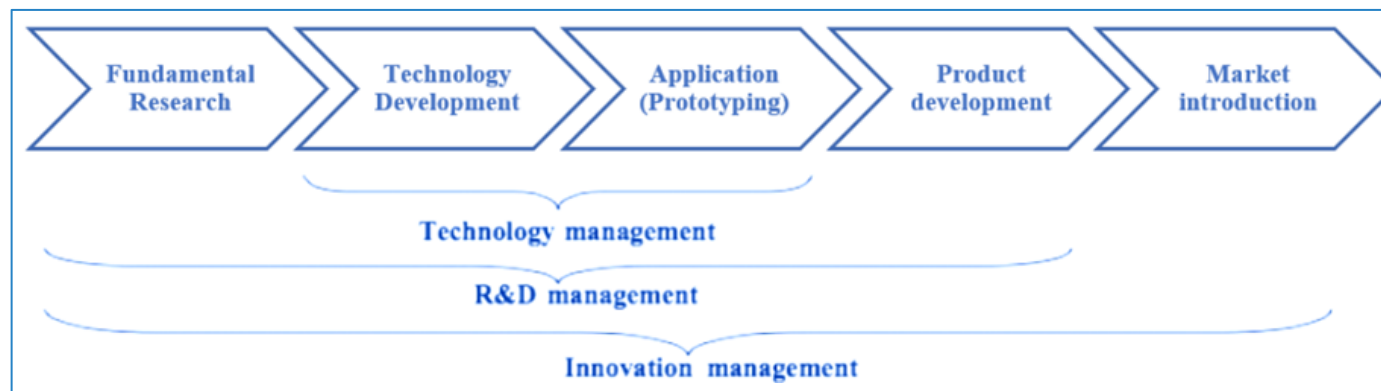 Fundamental
Research
Technology
Development
Application
(Prototyping)
Product
development
Market
introduction
Technology management
R&D management
Innovation management